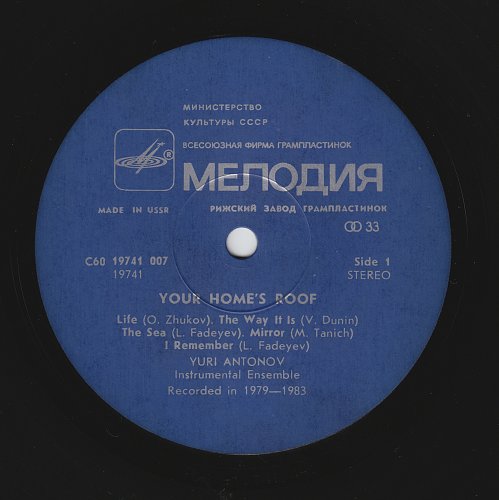 МИНИСТЕРСТВО
КУЛЬТУРЫ СССР
ВСЕСОЮЗНАЯ ФИРМА ГРАМПЛАСТИНОК
® МЕЛОДИЯ
MADE IN USSR РИЖСКИЙ ЗАВОД ГРАМПЛАСТИНОК
33
С60 19741 007 Side 1
19741 STEREO
YOUR HOME'S ROOF
Life (O. Zhukov). The Way It Is (V. Dunin)
The Sea (L. Fadeyev). Mirror (M. Tanich)
I Remember (L. Fadeyev)
YURI ANTONOV
Instrumental Ensemble
Recorded in 1979—1983